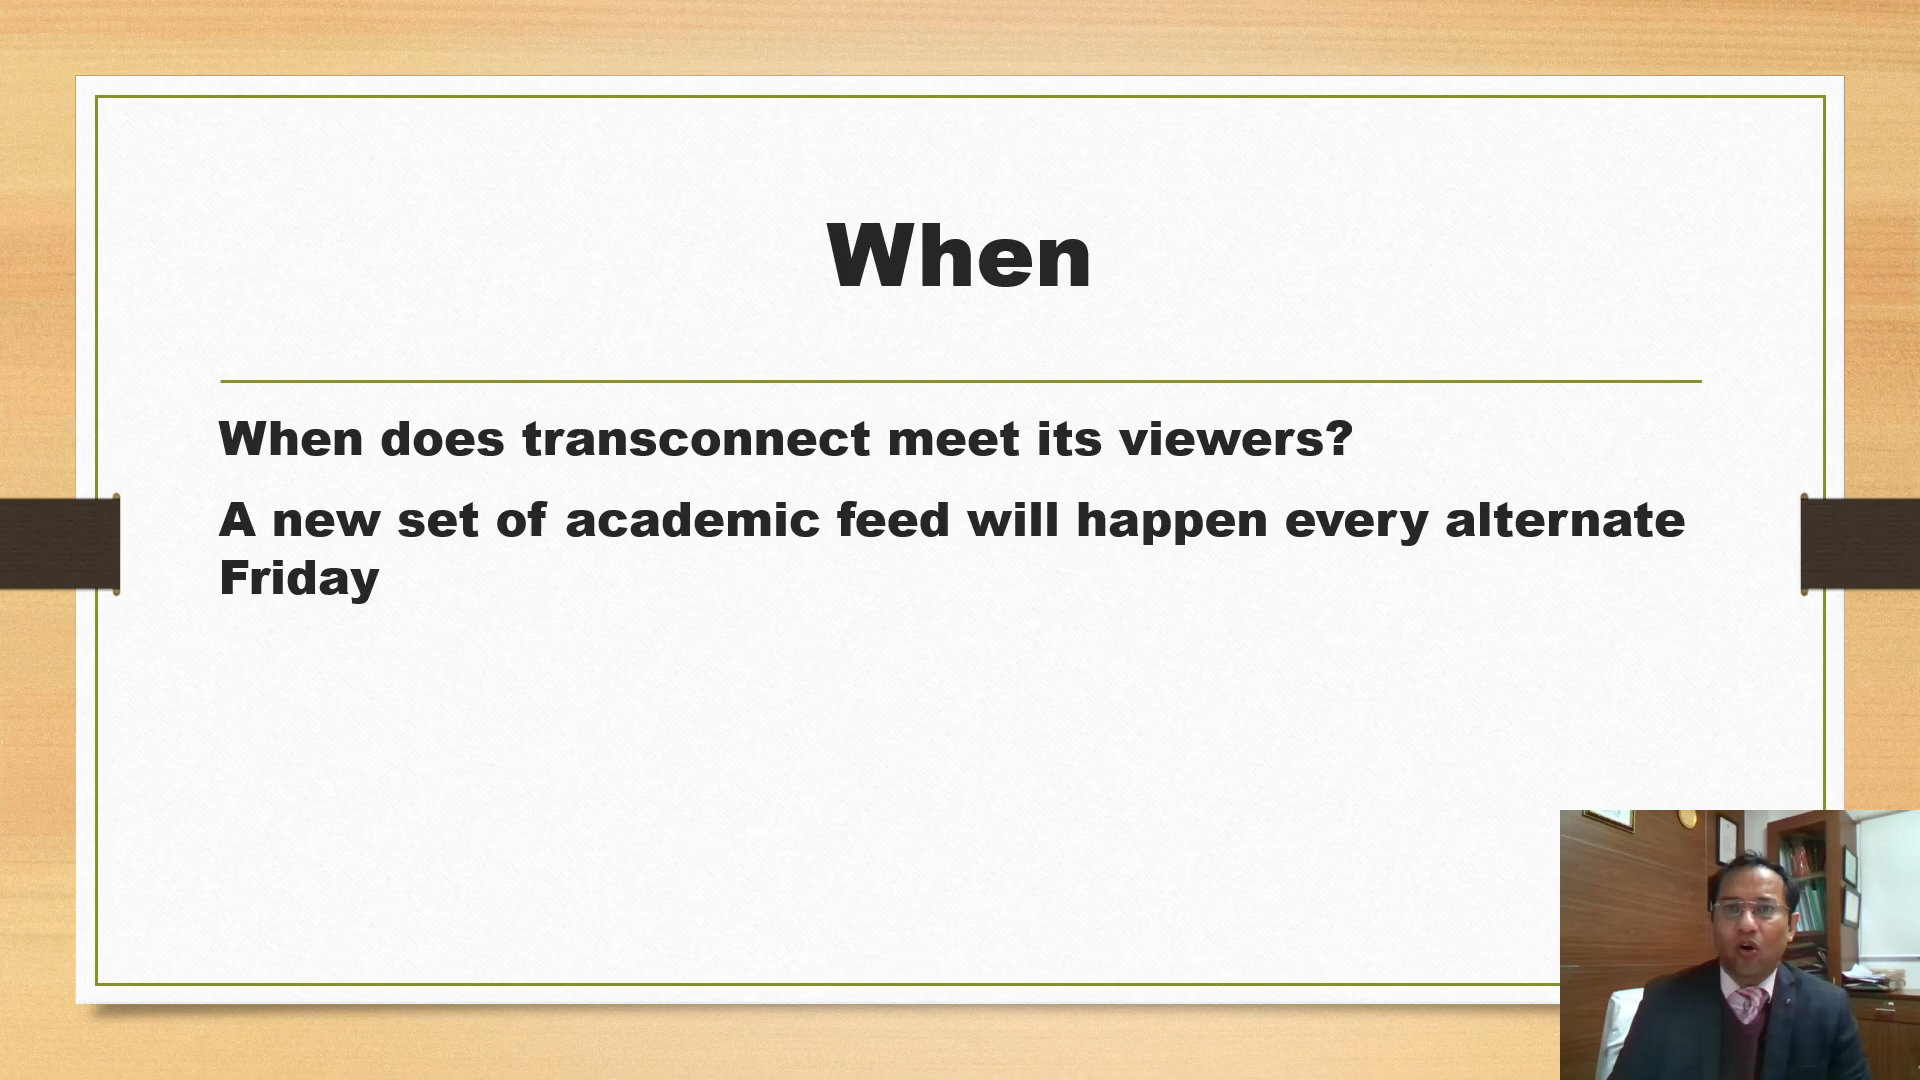 When
When does transconnect meet its viewers?
A new set of academic feed will happen every alternate
Friday